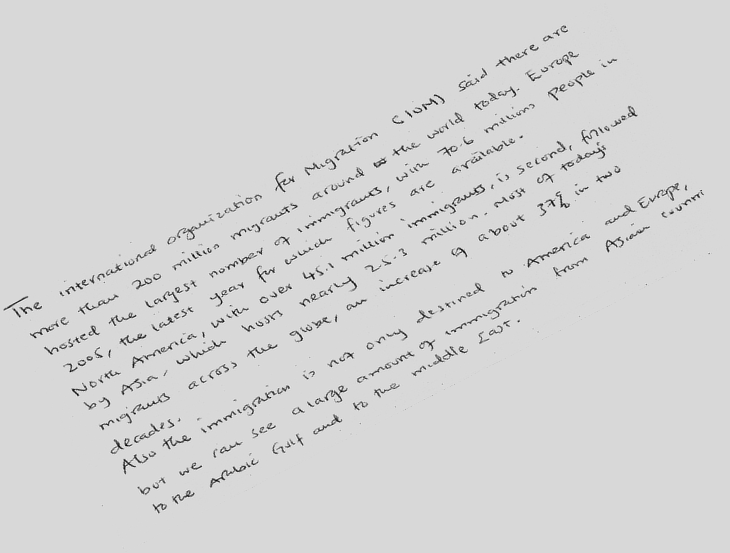 The international organization for Migration (IOM) said there are
more than 200 million migrants around the world today. Europe
hosted the largest number of immigrants, with 70.6 million people in
2005, the latest year for which figures are available.
North America, with over 45.1 million immigrants, is second, followed
by Asia, which hosts nearly 25.3 million. Most of today's
migrants across the globe, an increase of about 37% in two
decades.
Also the immigration is not only destined to America and Europe,
but we can see a large amount of immigration from Asian countri
to the Arabic Gulf and to the middle East.